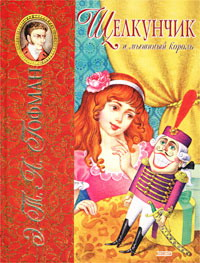 Э. Т. А. Гофман
Щелкунчик
и мышиный король